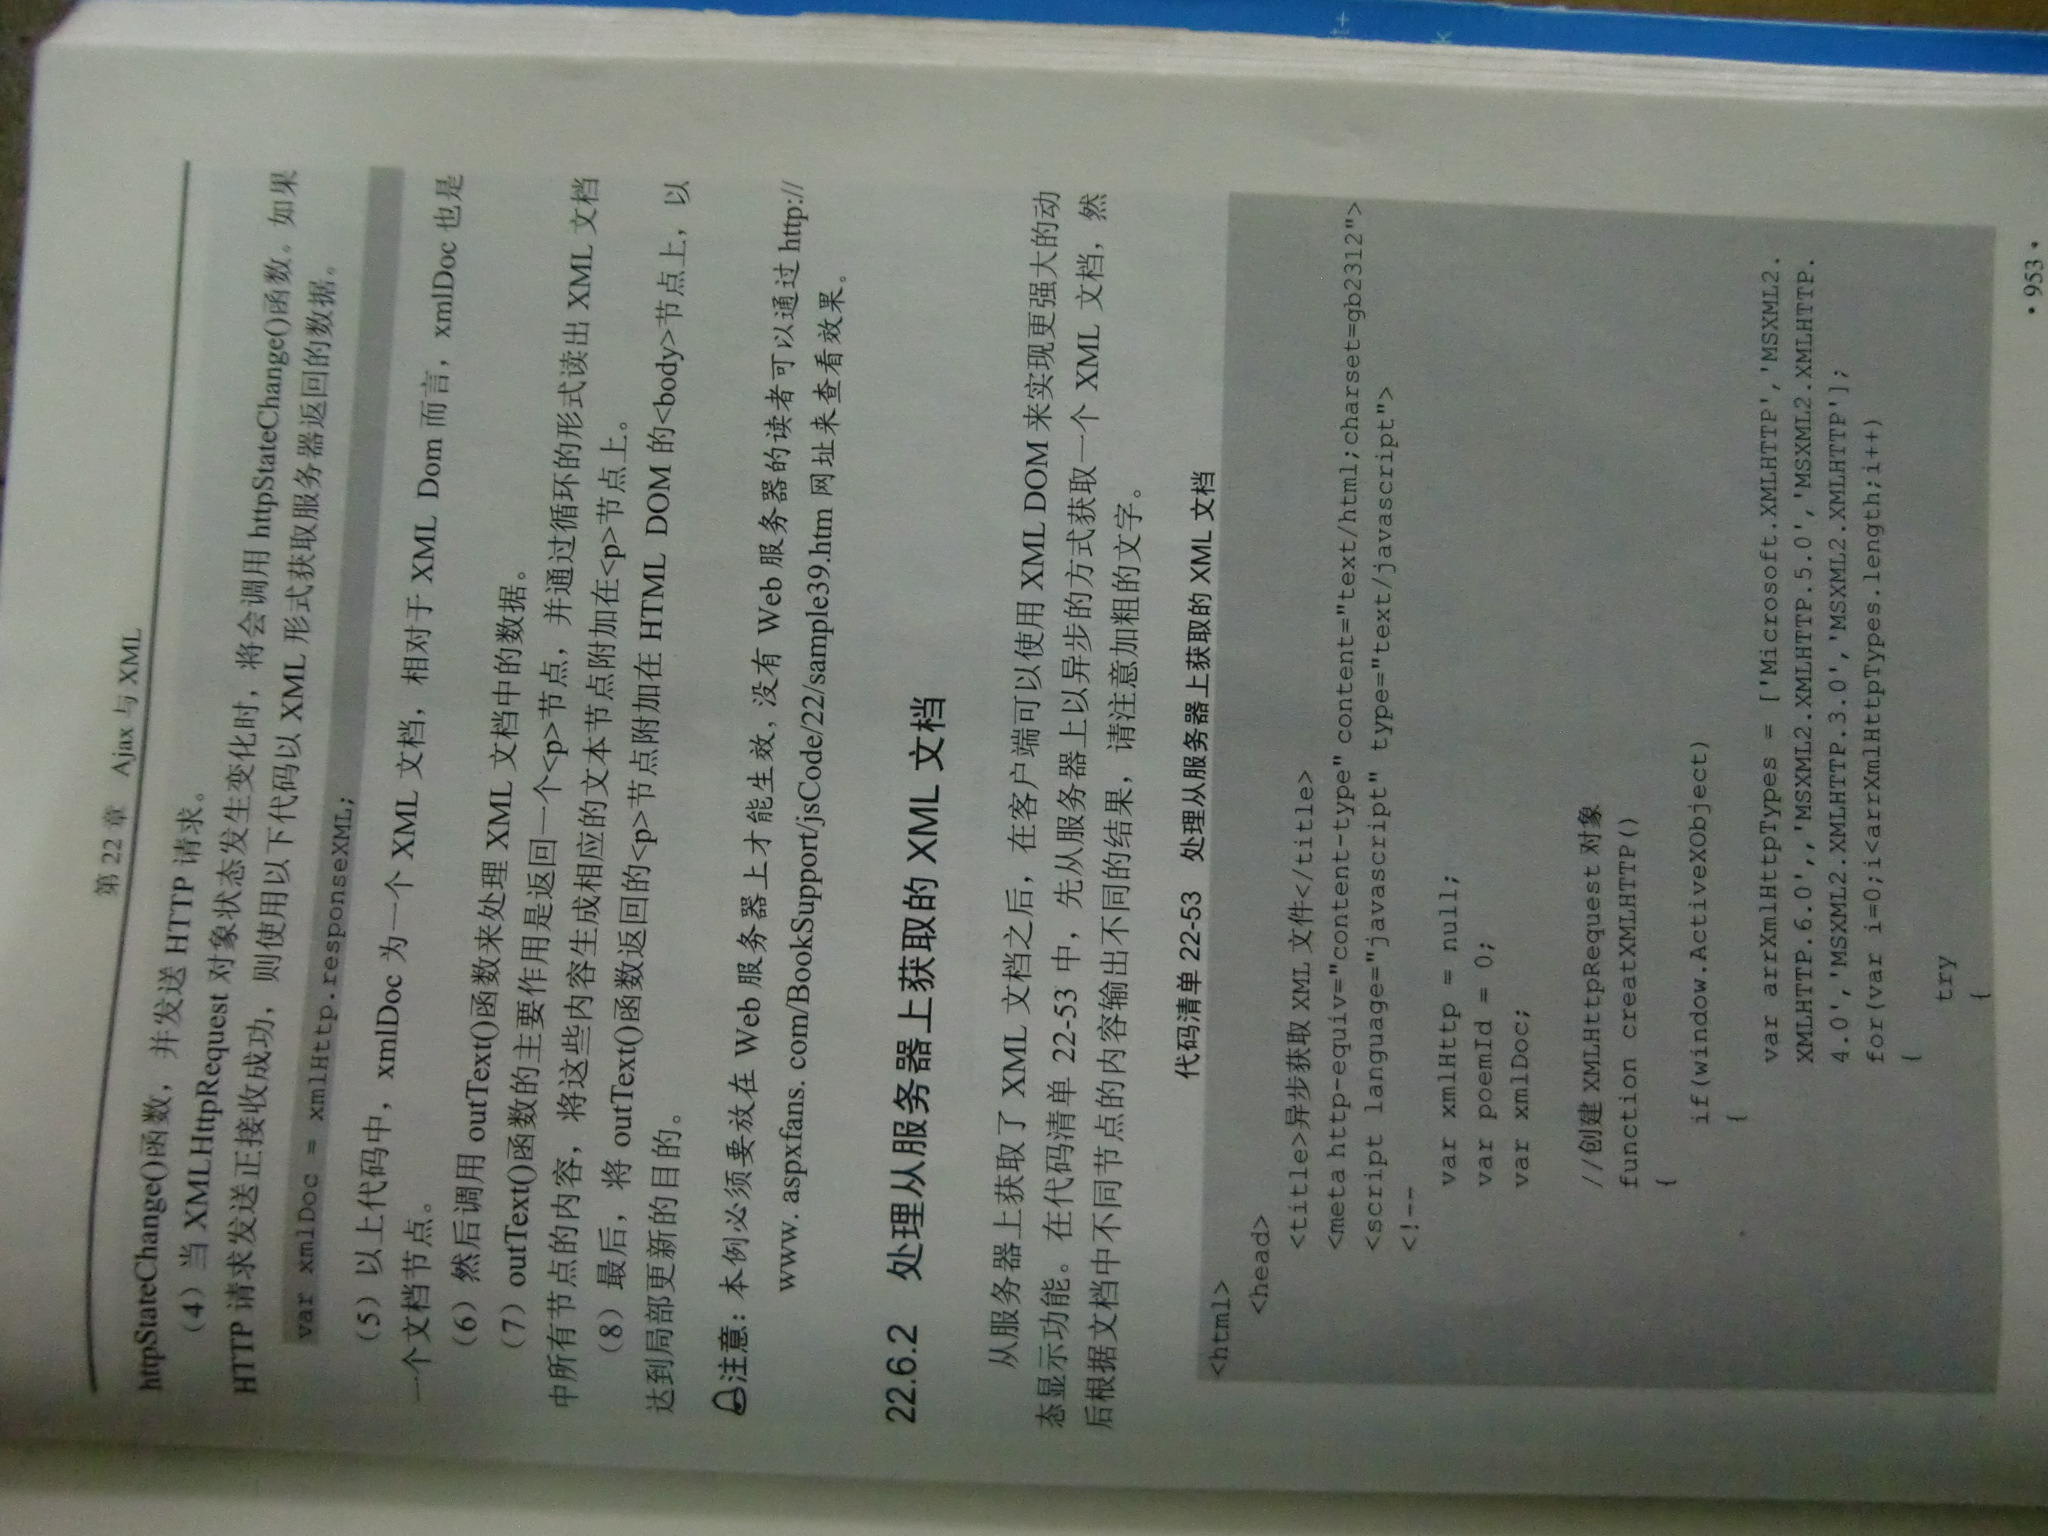 第 22 章　Ajax 与 XML
httpStateChange()函数，并发送 HTTP 请求。
（4）当 XMLHttpRequest 对象状态发生变化时，将会调用 httpStateChange()函数。如果
HTTP 请求发送正接收成功，则使用以下代码以 XML 形式获取服务器返回的数据。
var xmlDoc = xmlHttp.responseXML;
（5）以上代码中，xmlDoc 为一个 XML 文档，相对于 XML Dom 而言，xmlDoc 也是
一个文档节点。
（6）然后调用 outText()函数来处理 XML 文档中的数据。
（7）outText()函数的主要作用是返回一个<p>节点，并通过循环的形式读出 XML 文档
中所有节点的内容，将这些内容生成相应的文本节点附加在<p>节点上。
（8）最后，将 outText()函数返回的<p>节点附加在 HTML DOM 的<body>节点上，以
达到局部更新的目的。
注意：本例必须要放在 Web 服务器上才能生效，没有 Web 服务器的读者可以通过 http://
www. aspxfans. com/BookSupport/jsCode/22/sample39.htm 网址来查看效果。
22.6.2　处理从服务器上获取的 XML 文档
从服务器上获取了 XML 文档之后，在客户端可以使用 XML DOM 来实现更强大的动
态显示功能。在代码清单 22-53 中，先从服务器上以异步的方式获取一个 XML 文档，然
后根据文档中不同节点的内容输出不同的结果，请注意加粗的文字。
代码清单 22-53　处理从服务器上获取的 XML 文档
<html>
<head>
<title>异步获取 XML 文件</title>
<meta http-equiv="content-type" content="text/html;charset=gb2312">
<script language="javascript" type="text/javascript">
<!--
var xmlHttp = null;
var poemId = 0;
var xmlDoc;
//创建 XMLHttpRequest 对象
function creatXMLHTTP()
{
if(window.ActiveXObject)
{
var arrXmlHttpTypes = ['Microsoft.XMLHTTP','MSXML2.
XMLHTTP.6.0',,'MSXML2.XMLHTTP.5.0','MSXML2.XMLHTTP.
4.0','MSXML2.XMLHTTP.3.0','MSXML2.XMLHTTP'];
for(var i=0;i<arrXmlHttpTypes.length;i++)
{
try
{
• 953 •